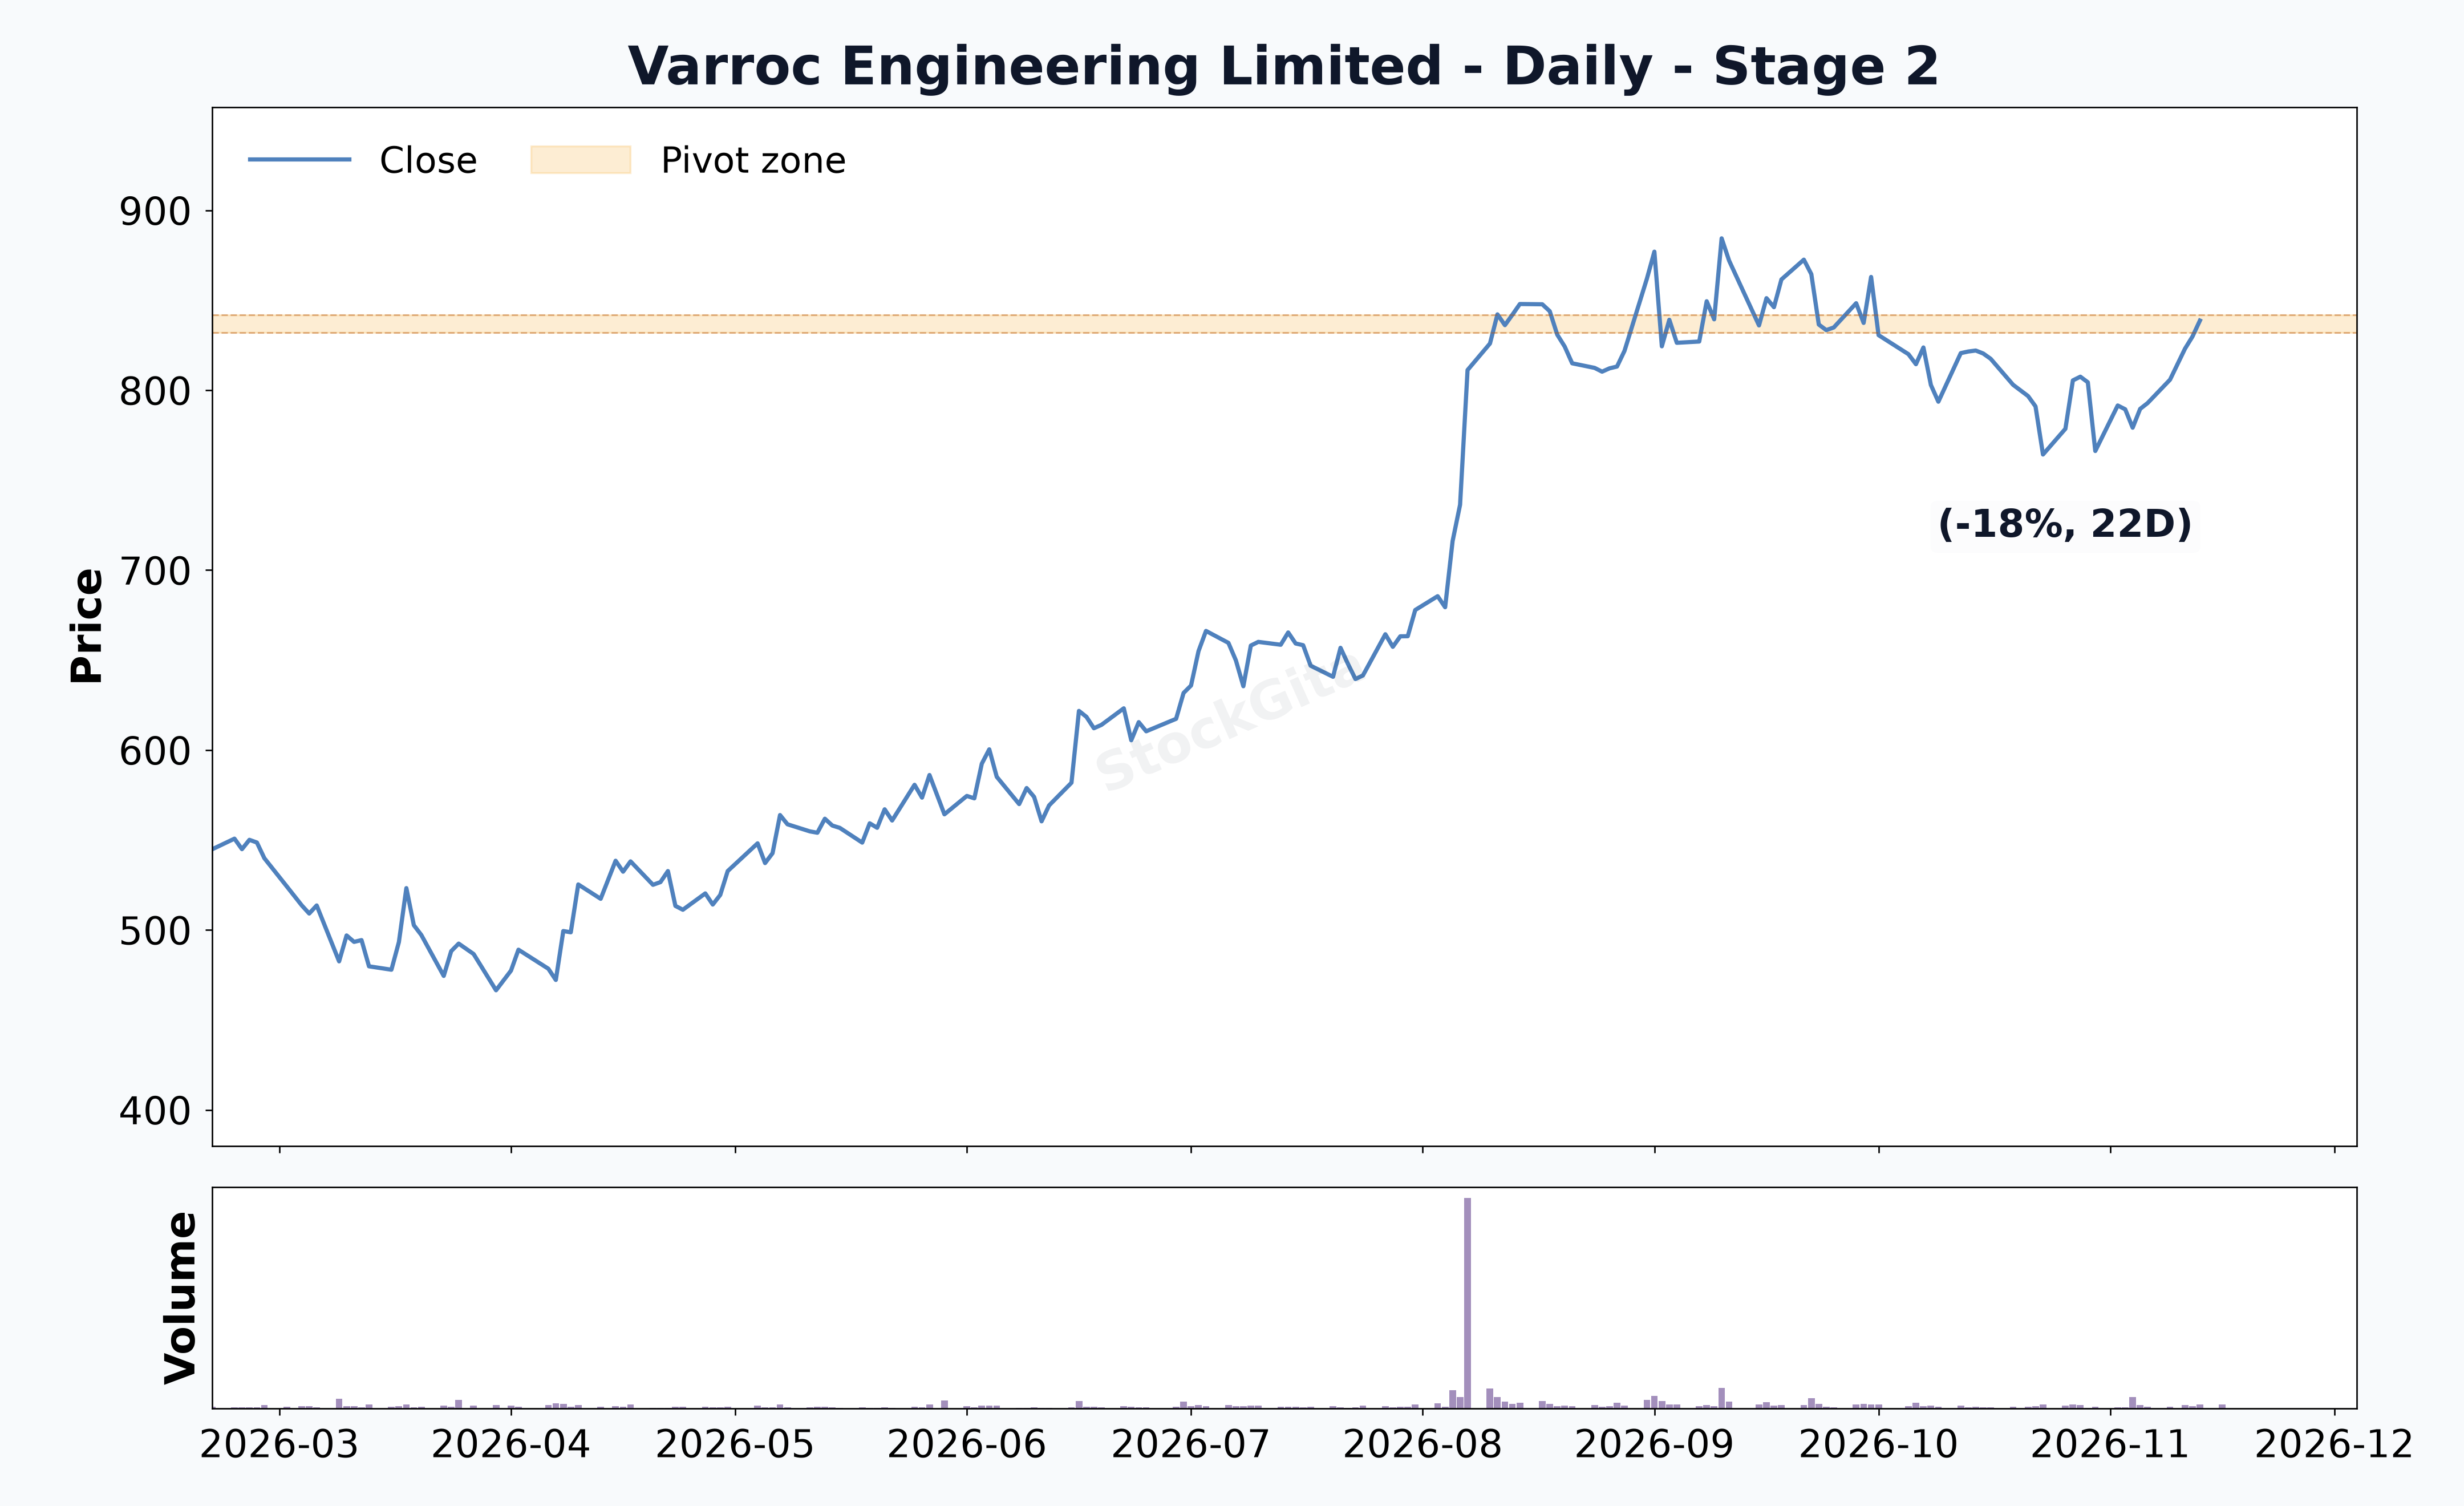 Varroc Engineering Limited - Daily - Stage 2
Close
Pivot zone
900
800
700
600
500
400
Price
(-18%, 22D)
Volume
2026-03
2026-04
2026-05
2026-06
2026-07
2026-08
2026-09
2026-10
2026-11
2026-12